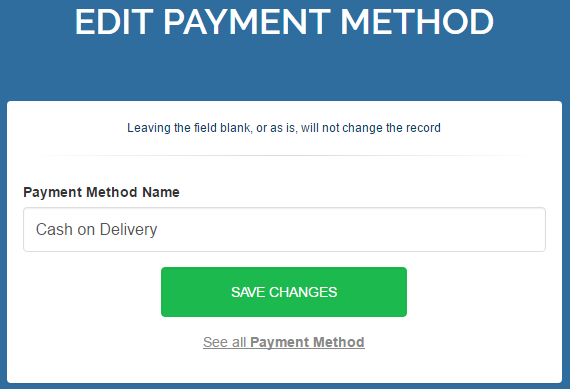 EDIT PAYMENT METHOD
Leaving the field blank, or as is, will not change the record
Payment Method Name
Cash on Delivery
SAVE CHANGES
See all Payment Method